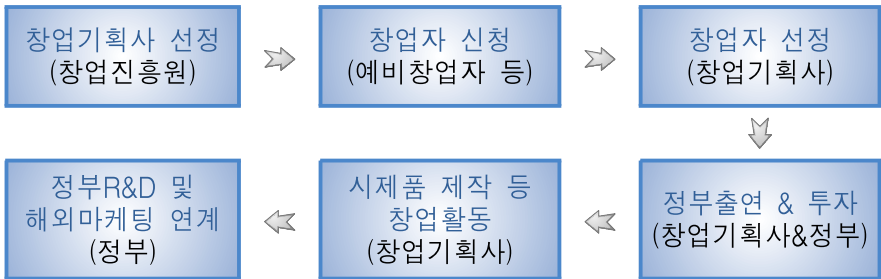 창업기획사 선정
(창업진흥원)
창업자 신청
(예비창업자 등)
창업자 선정
(창업기획사)
정부출연 & 투자
(창업기획사&정부)
시제품 제작 등
창업활동
(창업기획사)
정부R&D 및
해외마케팅 연계
(정부)